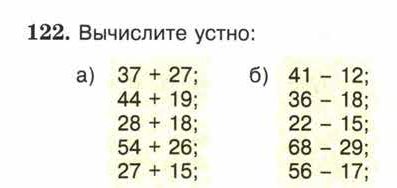 122. Вычислите устно:
а) 37 + 27; б) 41 – 12;
44 + 19; 36 – 18;
28 + 18; 22 – 15;
54 + 26; 68 – 29;
27 + 15; 56 – 17;